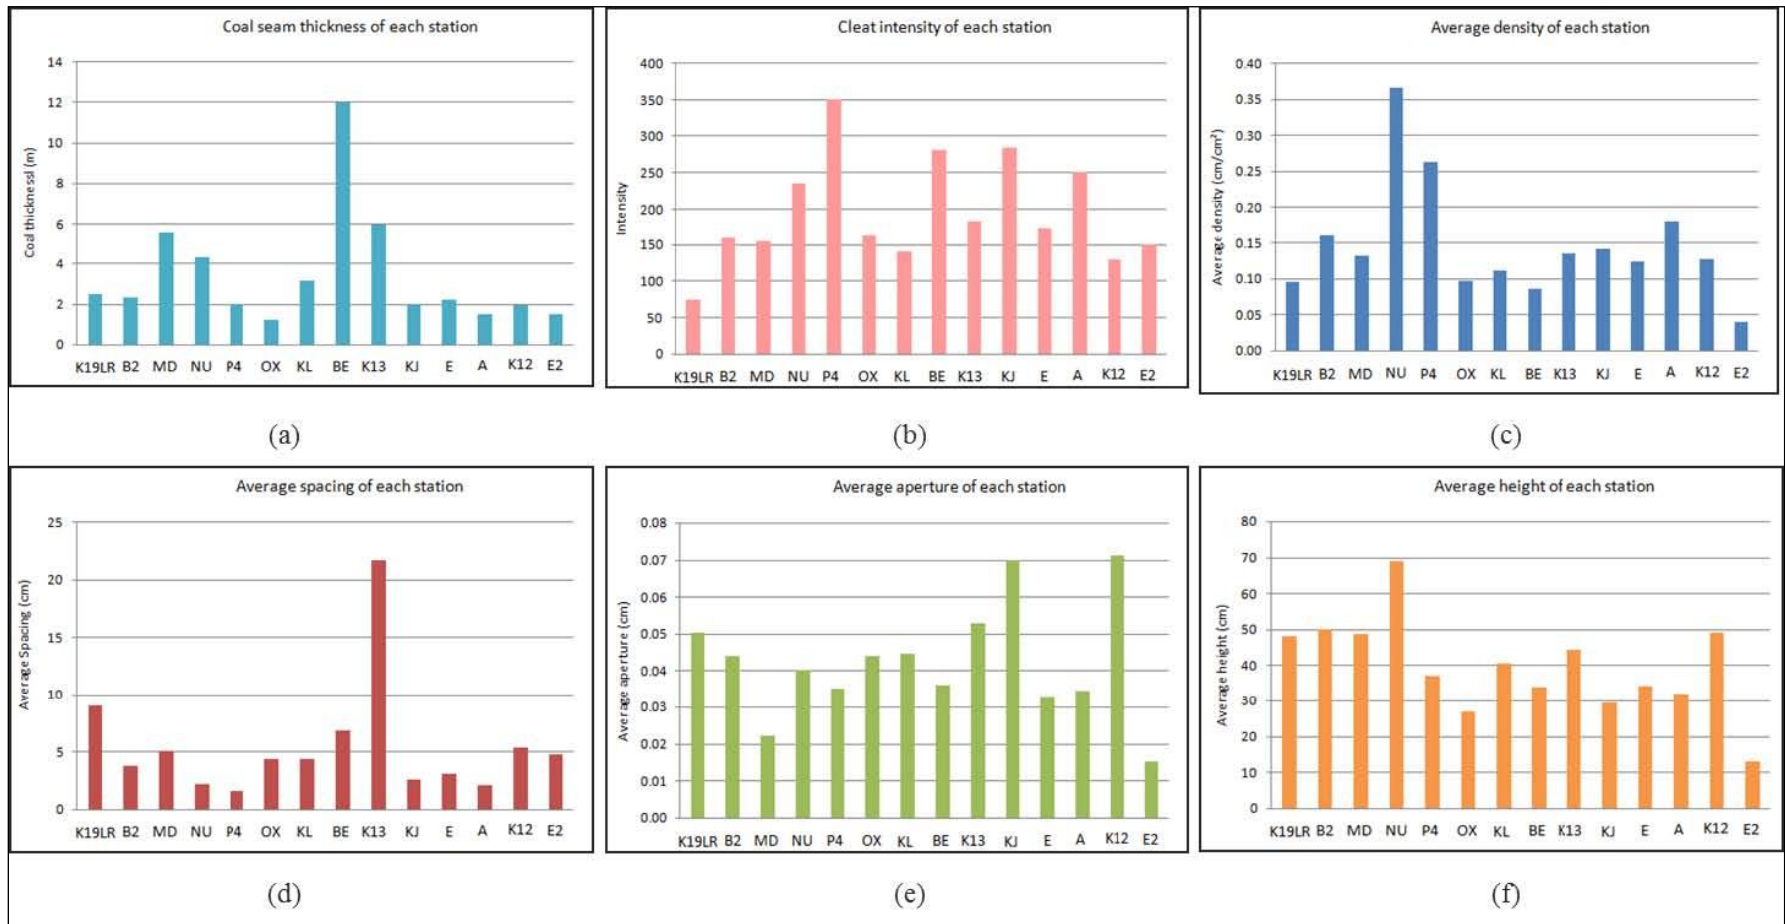 Coal seam thickness of each station
Coal thicknessl (m)
14
12
10
8
6
4
2
0
K19LR B2 MD NU P4 OX KL BE K13 KJ E A K12 E2
(a)
Cleat intensity of each station
Intensity
400
350
300
250
200
150
100
50
0
K19LR B2 MD NU P4 OX KL BE K13 KJ E A K12 E2
(b)
Average density of each station
Average density (cm/cm²)
0.40
0.35
0.30
0.25
0.20
0.15
0.10
0.05
0.00
K19LR B2 MD NU P4 OX KL BE K13 KJ E A K12 E2
(c)
Average spacing of each station
Average Spacing (cm)
25
20
15
10
5
0
K19LR B2 MD NU P4 OX KL BE K13 KJ E A K12 E2
(d)
Average aperture of each station
Average aperture (cm)
0.08
0.07
0.06
0.05
0.04
0.03
0.02
0.01
0.00
K19LR B2 MD NU P4 OX KL BE K13 KJ E A K12 E2
(e)
Average height of each station
Average height (cm)
80
70
60
50
40
30
20
10
0
K19LR B2 MD NU P4 OX KL BE K13 KJ E A K12 E2
(f)